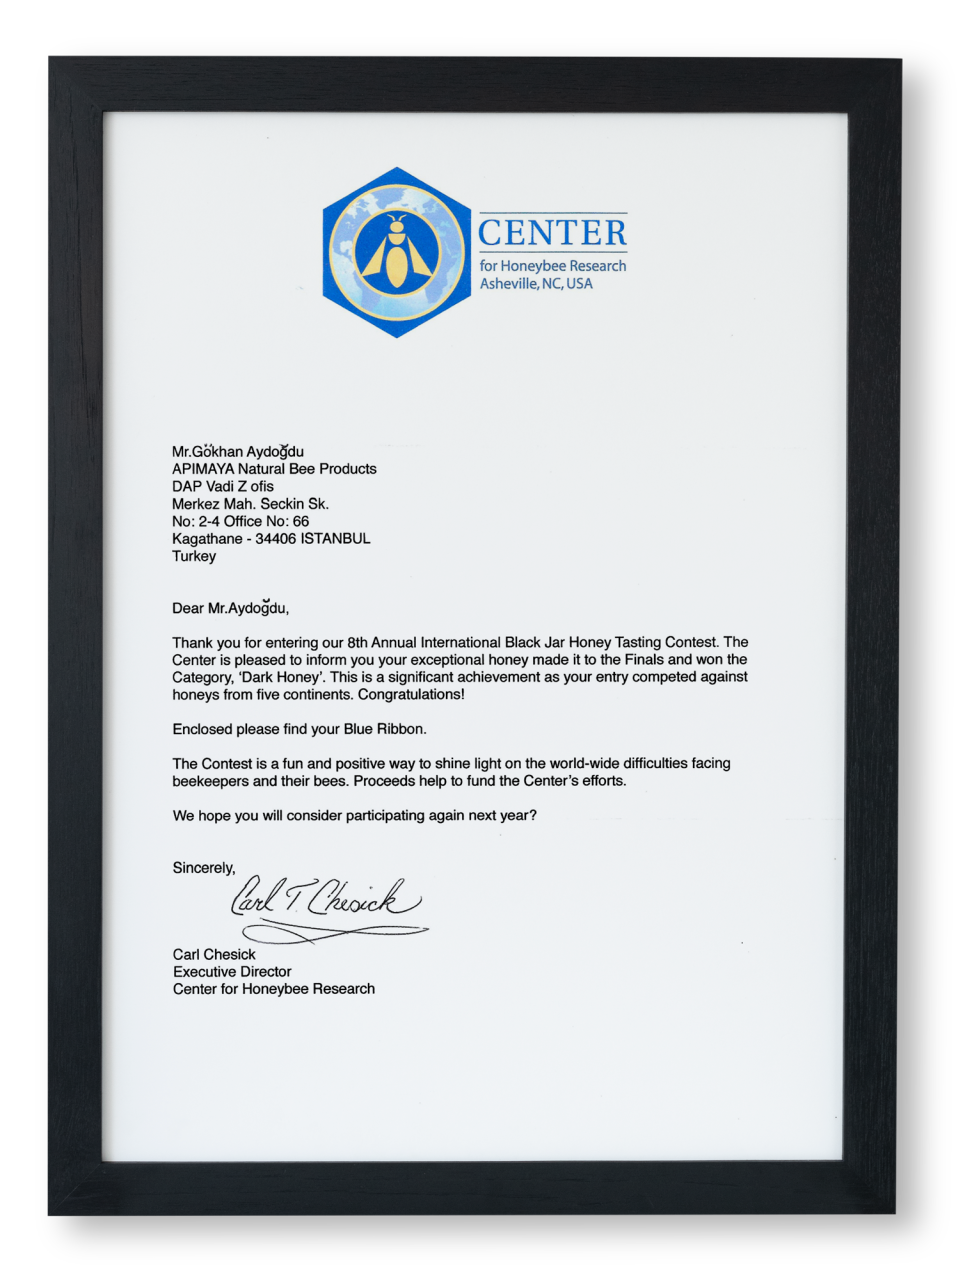 CENTER
for Honeybee Research
Asheville, NC, USA
Mr.Gökhan Aydoğdu
APIMAYA Natural Bee Products
DAP Vadi Z ofis
Merkez Mah. Seckin Sk.
No: 2-4 Office No: 66
Kagathane - 34406 ISTANBUL
Turkey
Dear Mr.Aydoğdu,
Thank you for entering our 8th Annual International Black Jar Honey Tasting Contest. The
Center is pleased to inform you your exceptional honey made it to the Finals and won the
Category, ‘Dark Honey’. This is a significant achievement as your entry competed against
honeys from five continents. Congratulations!
Enclosed please find your Blue Ribbon.
The Contest is a fun and positive way to shine light on the world-wide difficulties facing
beekeepers and their bees. Proceeds help to fund the Center’s efforts.
We hope you will consider participating again next year?
Sincerely,
Carl T. Chesick
Carl Chesick
Executive Director
Center for Honeybee Research